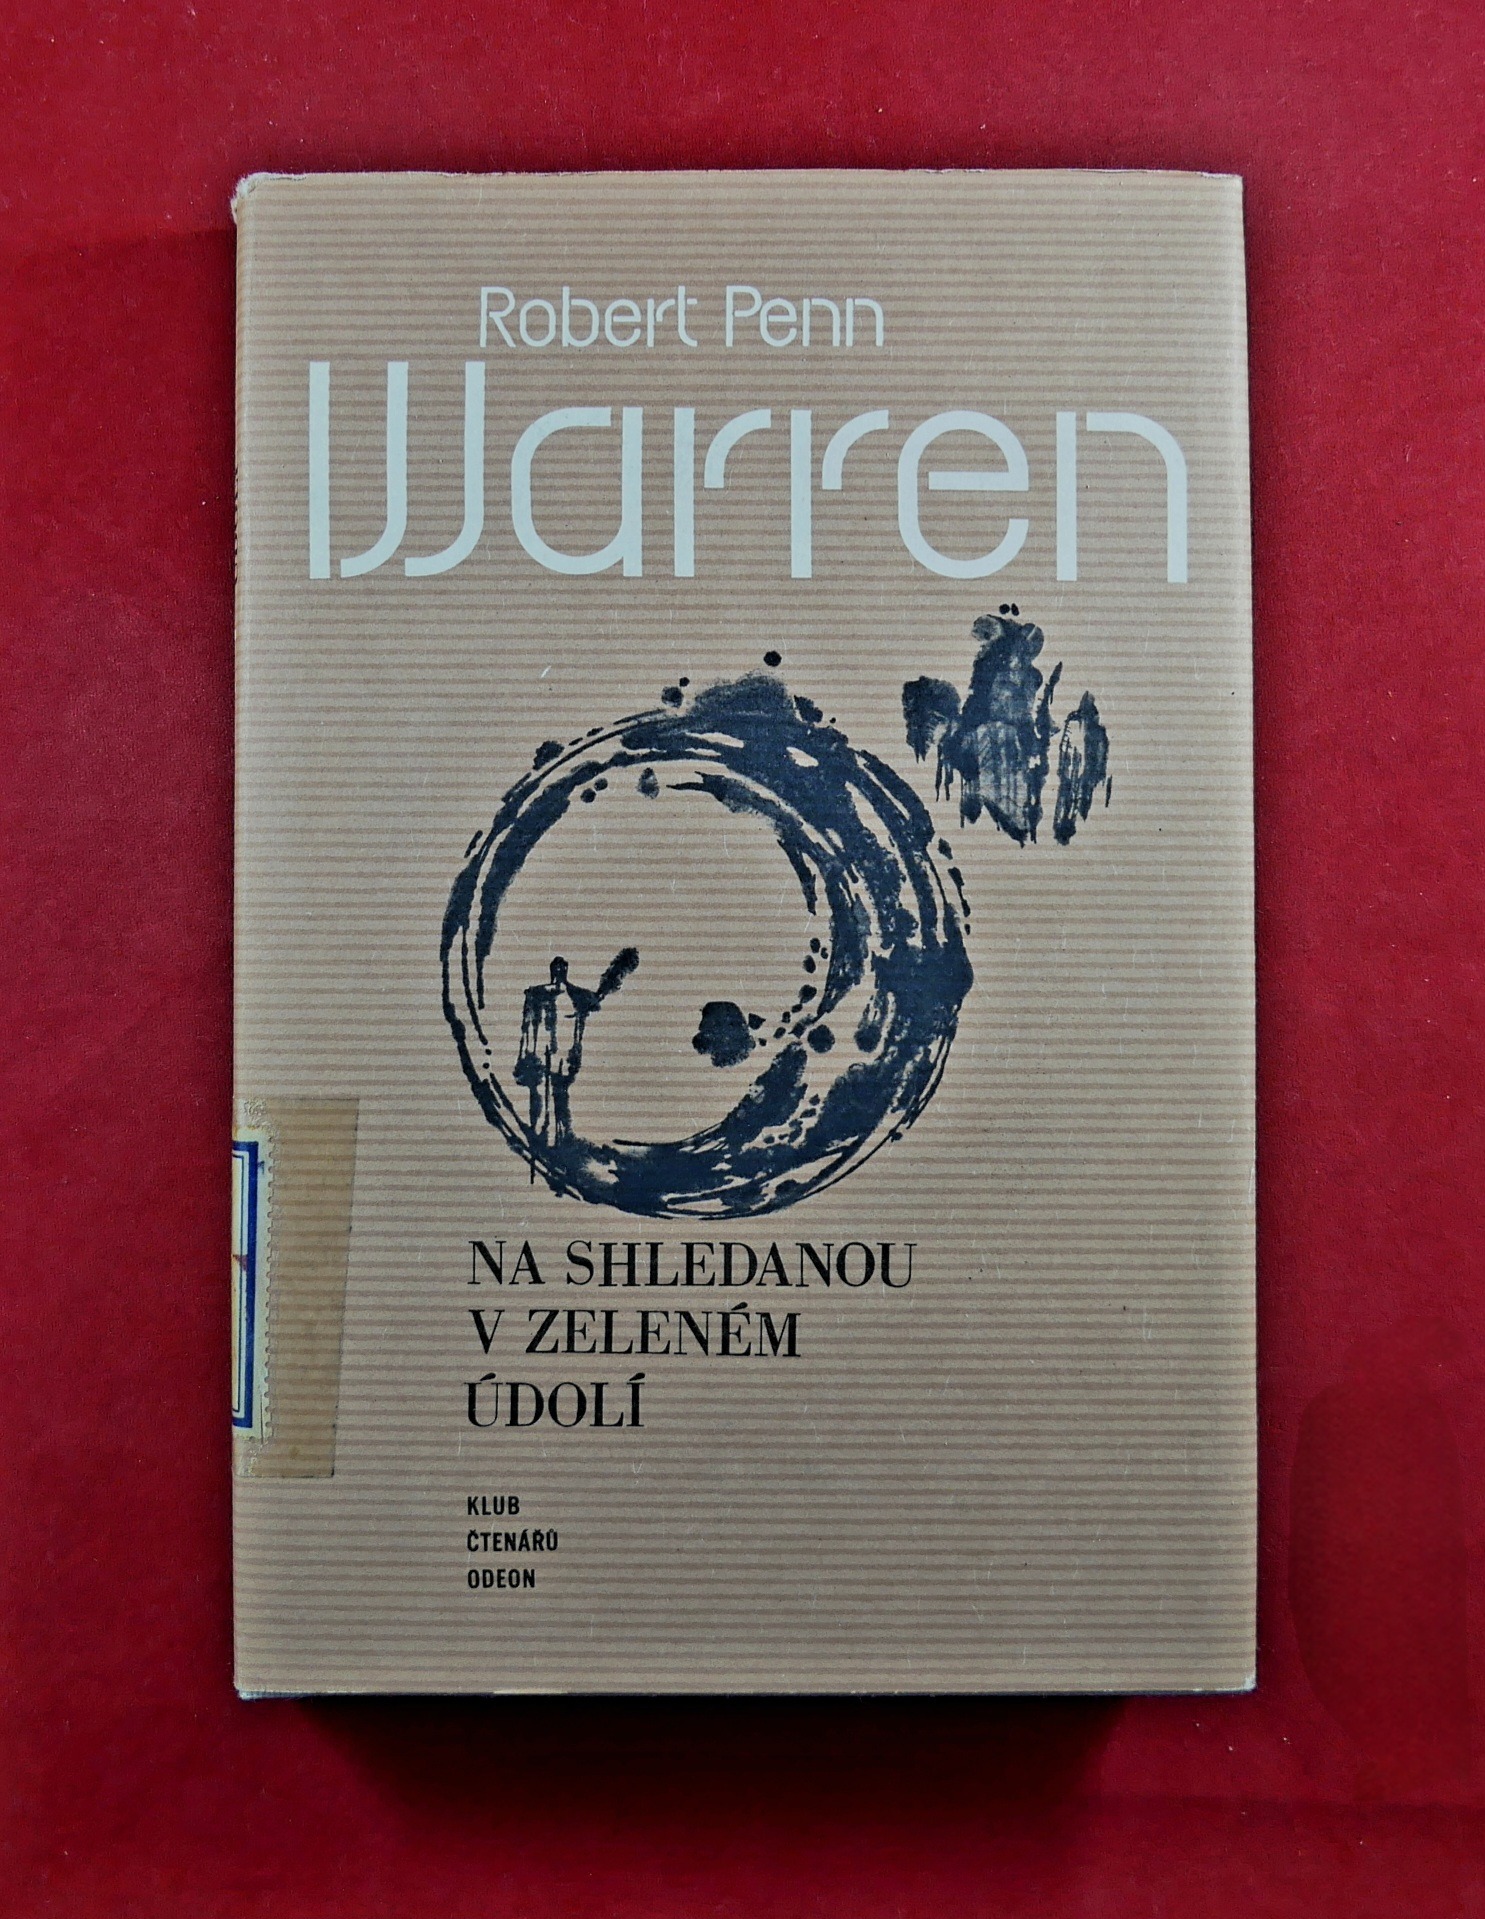 Robert Penn
Warren
NA SHLEDANOU
V ZELENÉM
ÚDOLÍ
KLUB
ČTENÁŘŮ
ODEON